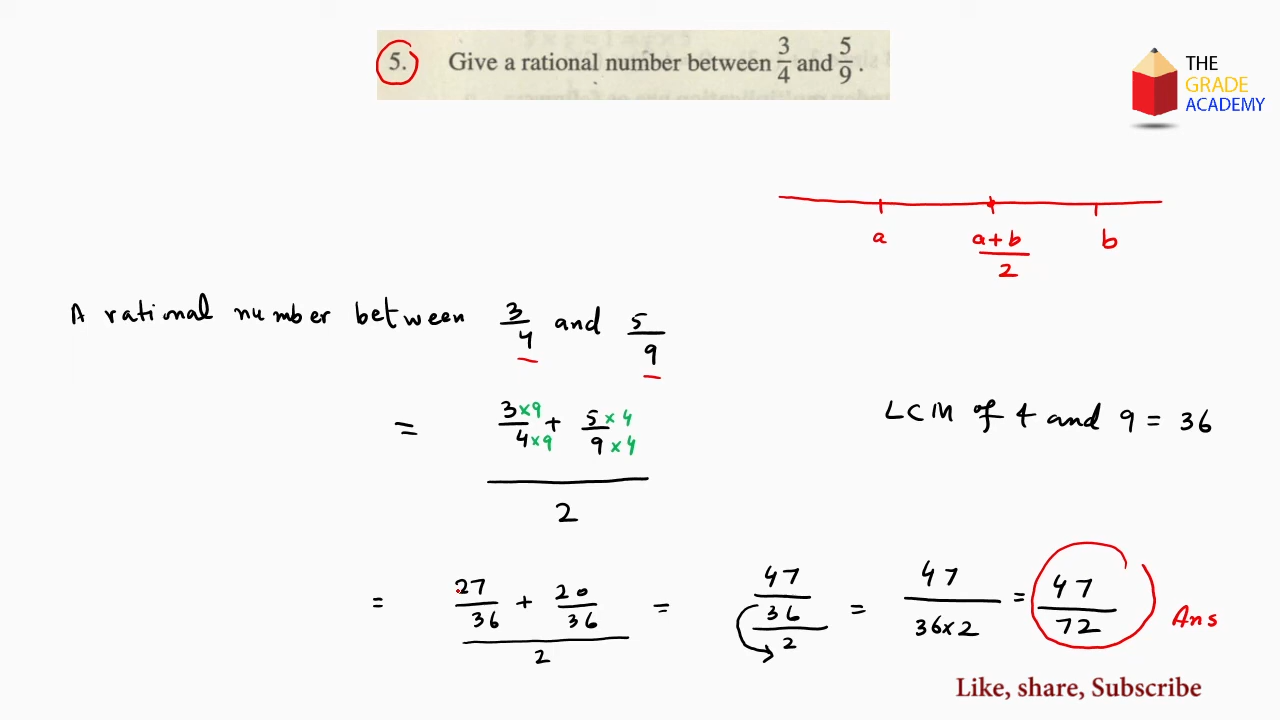 5. Give a rational number between 3/4 and 5/9.
THE
GRADE
ACADEMY
a
a+b/2
b
A rational number between 3/4 and 5/9
= (3×9/4×9 + 5×4/9×4)/2
LCM of 4 and 9 = 36
= (27/36 + 20/36)/2 = (47/36)/2 = 47/36×2 = 47/72 Ans
Like, share, Subscribe